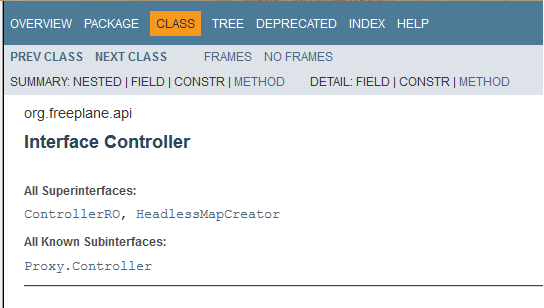 OVERVIEW PACKAGE CLASS TREE DEPRECATED INDEX HELP
PREV CLASS NEXT CLASS FRAMES NO FRAMES
SUMMARY: NESTED | FIELD | CONSTR | METHOD DETAIL: FIELD | CONSTR | METHOD
org.freeplane.api
Interface Controller
All Superinterfaces:
ControllerRO, HeadlessMapCreator
All Known Subinterfaces:
Proxy.Controller